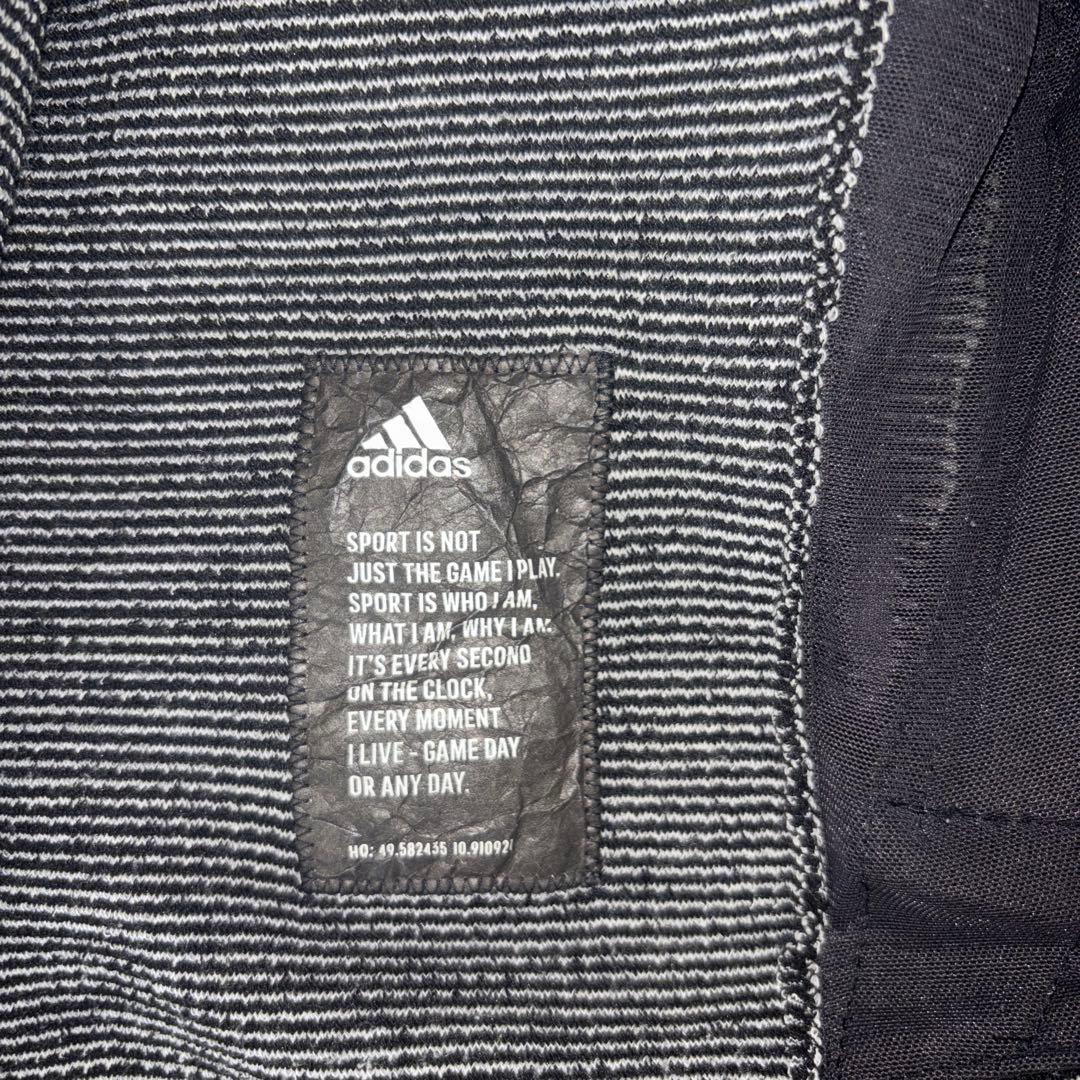 adidas
SPORT IS NOT
JUST THE GAME I PLAY.
SPORT IS WHO I AM,
WHAT I AM, WHY I AM.
IT'S EVERY SECOND
ON THE CLOCK,
EVERY MOMENT
I LIVE - GAME DAY
OR ANY DAY.
HQ: 49.582435